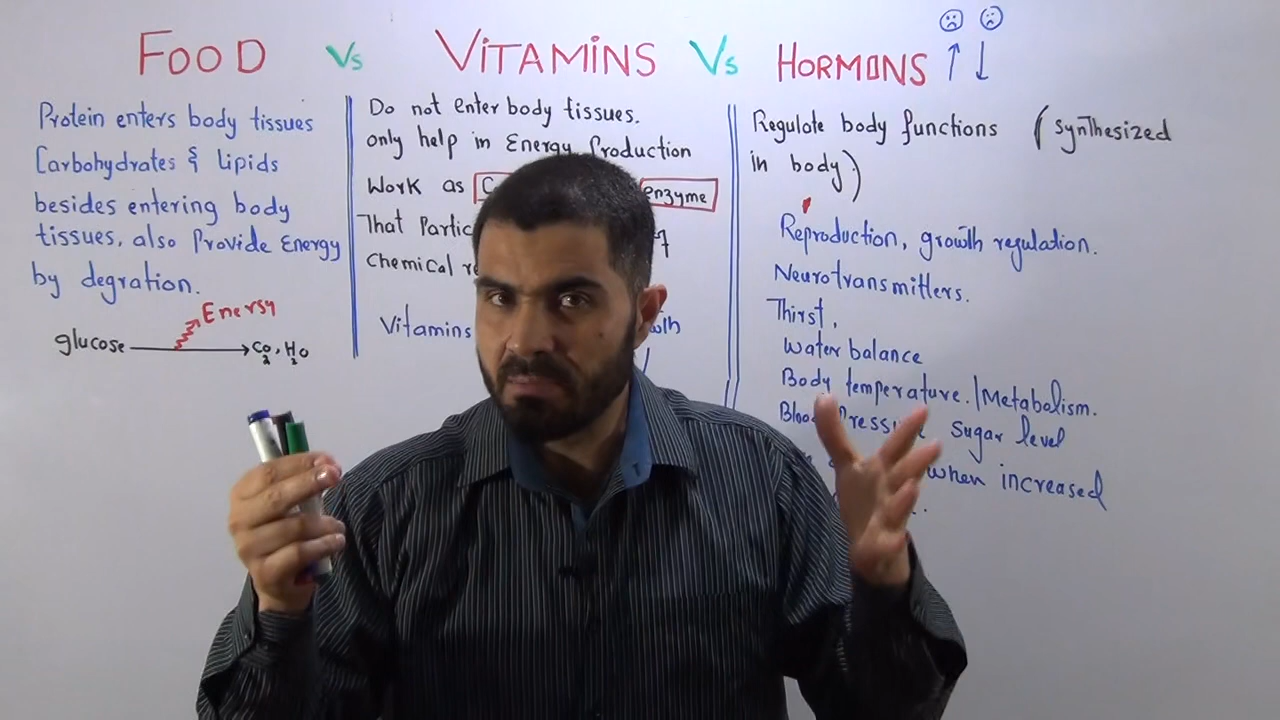 FOOD Vs VITAMINS Vs HORMONS
Protein enters body tissues
Carbohydrates & lipids
besides entering body
tissues, also Provide Energy
by degration.
Energy
glucose → Co2, H2o
Do not enter body tissues.
only help in Energy Production
Work as enzyme
That
Chemical
Vitamins
Regulate body functions (synthesized
in body)
Reproduction, growth regulation.
Neurotransmitters.
Thirst,
Water balance
Body temperature./Metabolism.
Sugar level
when increased